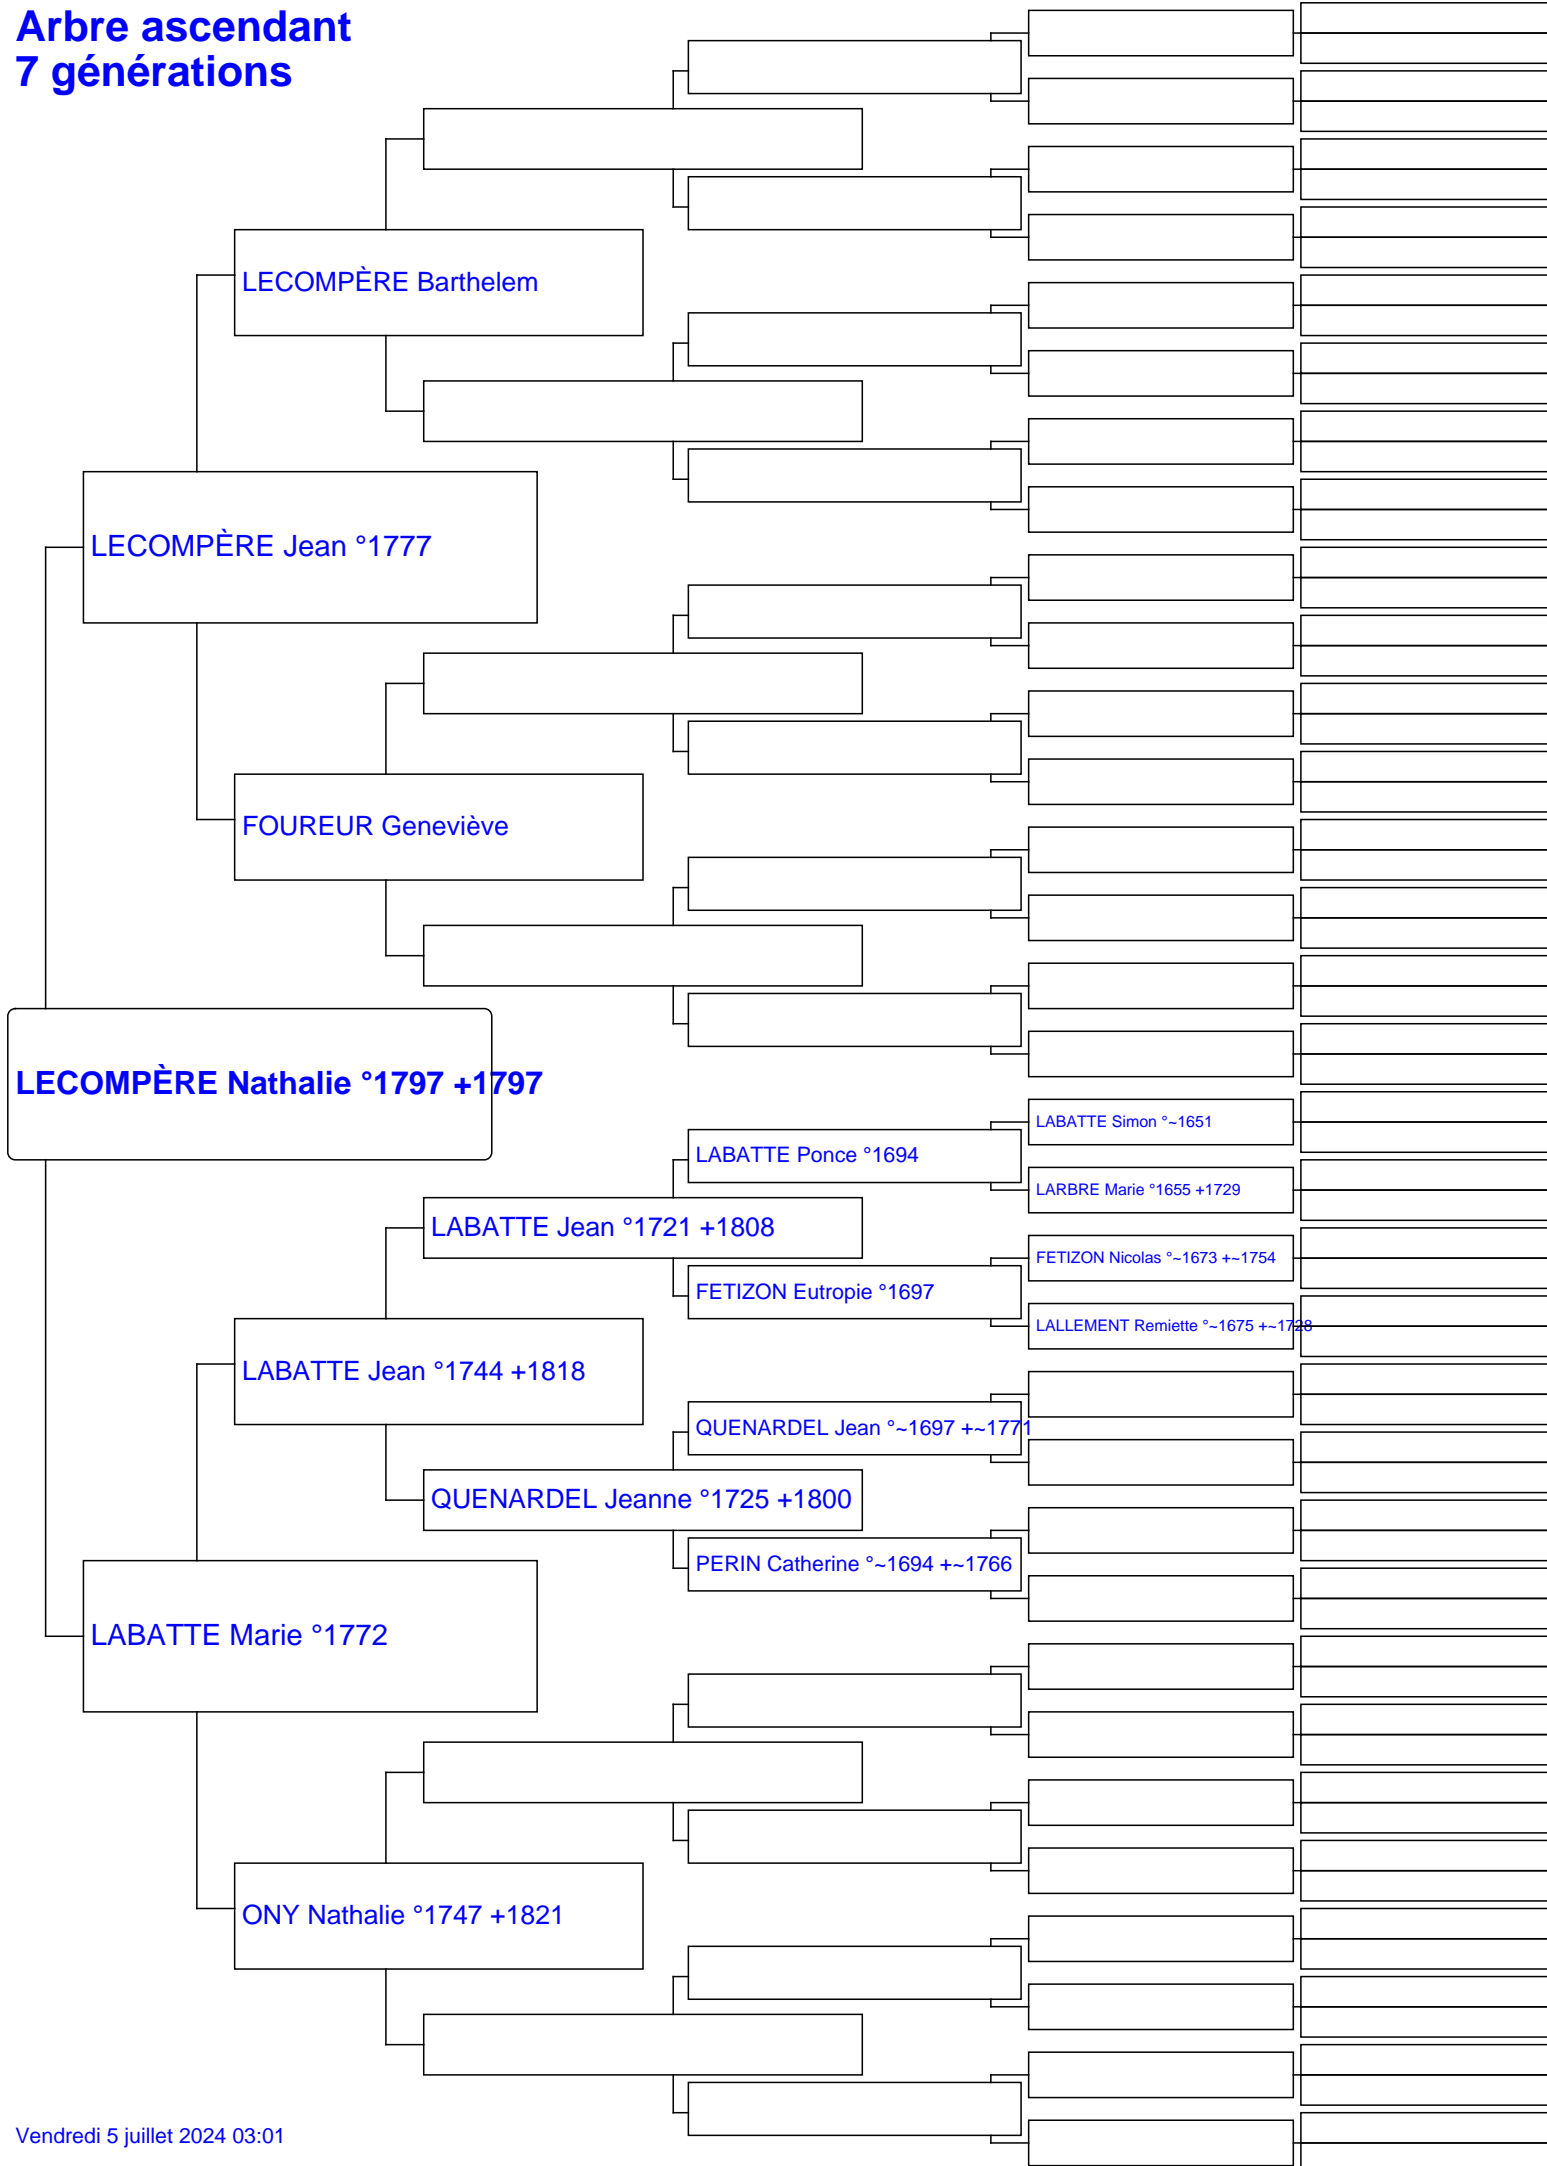 Arbre ascendant
7 générations
LECOMPÈRE Barthelem
LECOMPÈRE Jean °1777
FOUREUR Geneviève
LECOMPÈRE Nathalie °1797 +1797
LABATTE Simon °~1651
LABATTE Ponce °1694
LARBRE Marie °1655 +1729
LABATTE Jean °1721 +1808
FETIZON Nicolas °~1673 +~1754
FETIZON Eutropie °1697
LALLEMENT Remiette °~1675 +~1728
LABATTE Jean °1744 +1818
QUENARDEL Jean °~1697 +~1771
QUENARDEL Jeanne °1725 +1800
PERIN Catherine °~1694 +~1766
LABATTE Marie °1772
ONY Nathalie °1747 +1821
Vendredi 5 juillet 2024 03:01